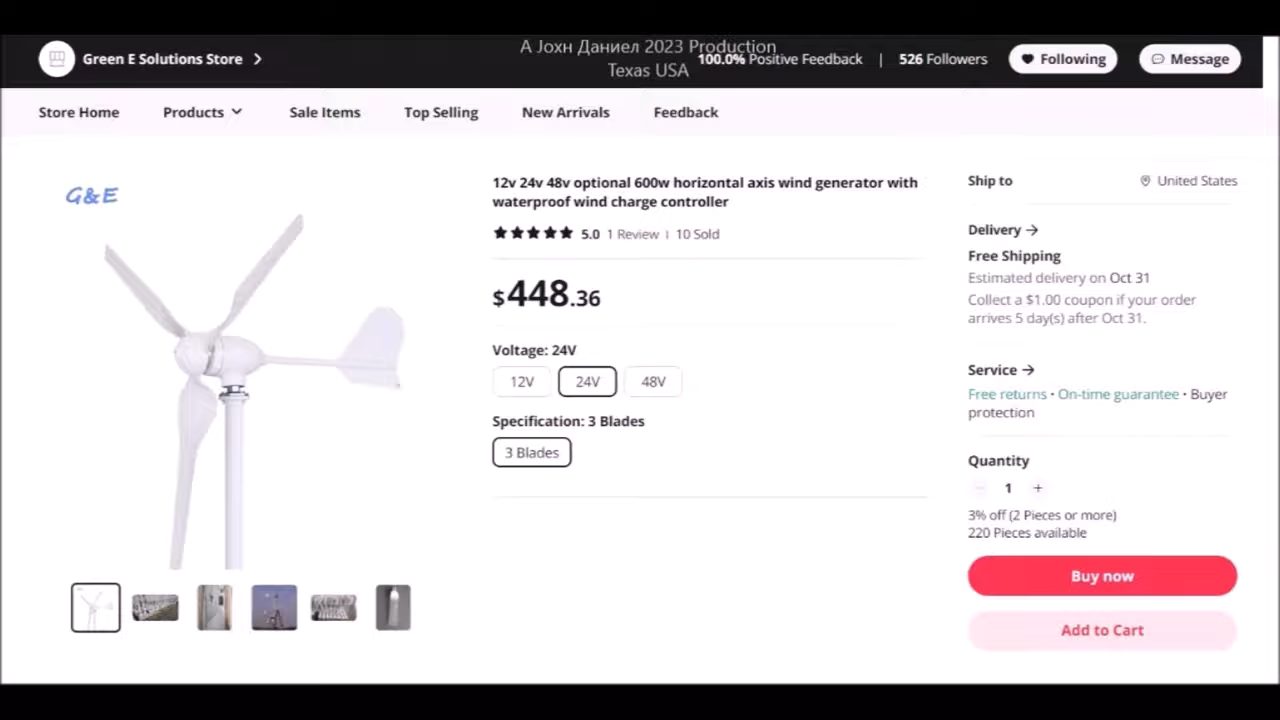 А Јохн Даниел 2023 Production
Texas USA
Green E Solutions Store
100.0% Positive Feedback | 526 Followers
Following
Message
Store Home
Products
Sale Items
Top Selling
New Arrivals
Feedback
G&E
12v 24v 48v optional 600w horizontal axis wind generator with
waterproof wind charge controller
5.0 1 Review | 10 Sold
$448.36
Voltage: 24V
12V
24V
48V
Specification: 3 Blades
3 Blades
Ship to
United States
Delivery
Free Shipping
Estimated delivery on Oct 31
Collect a $1.00 coupon if your order
arrives 5 day(s) after Oct 31.
Service
Free returns · On-time guarantee · Buyer
protection
Quantity
1
3% off (2 Pieces or more)
220 Pieces available
Buy now
Add to Cart